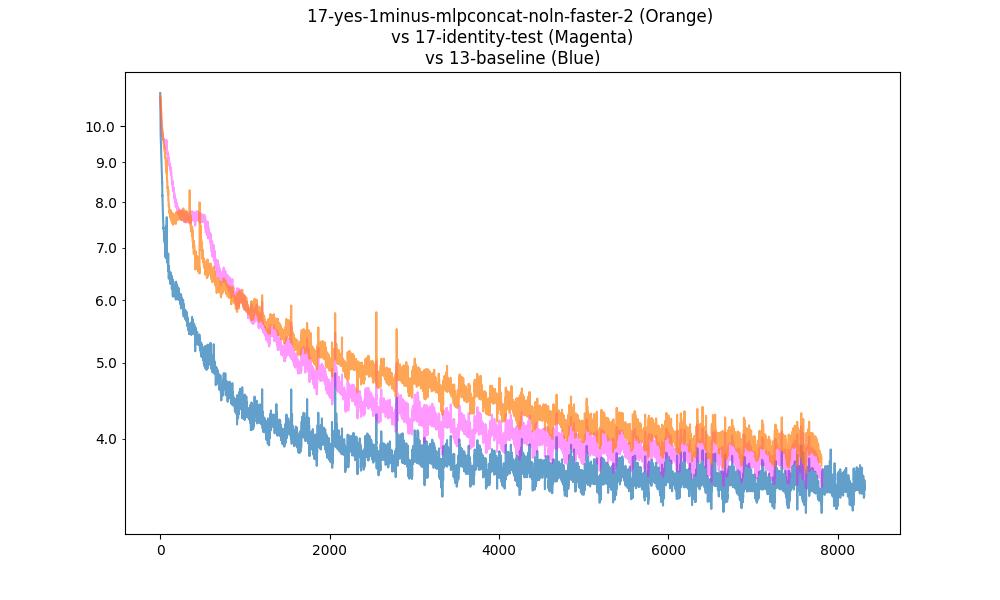 17-yes-1minus-mlpconcat-noln-faster-2 (Orange)
vs 17-identity-test (Magenta)
vs 13-baseline (Blue)
10.0
9.0
8.0
7.0
6.0
5.0
4.0
0 2000 4000 6000 8000